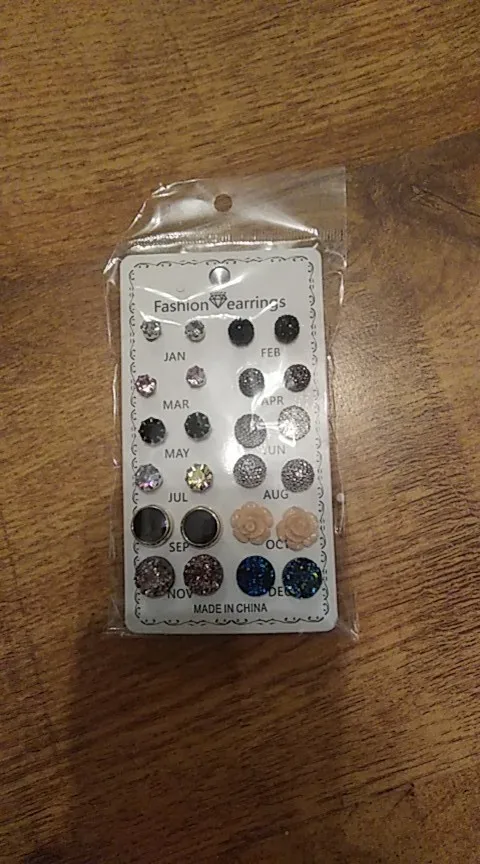 Fashion earrings
JAN FEB
MAR APR
MAY JUN
JUL AUG
SEP OCT
NOV DEC
MADE IN CHINA